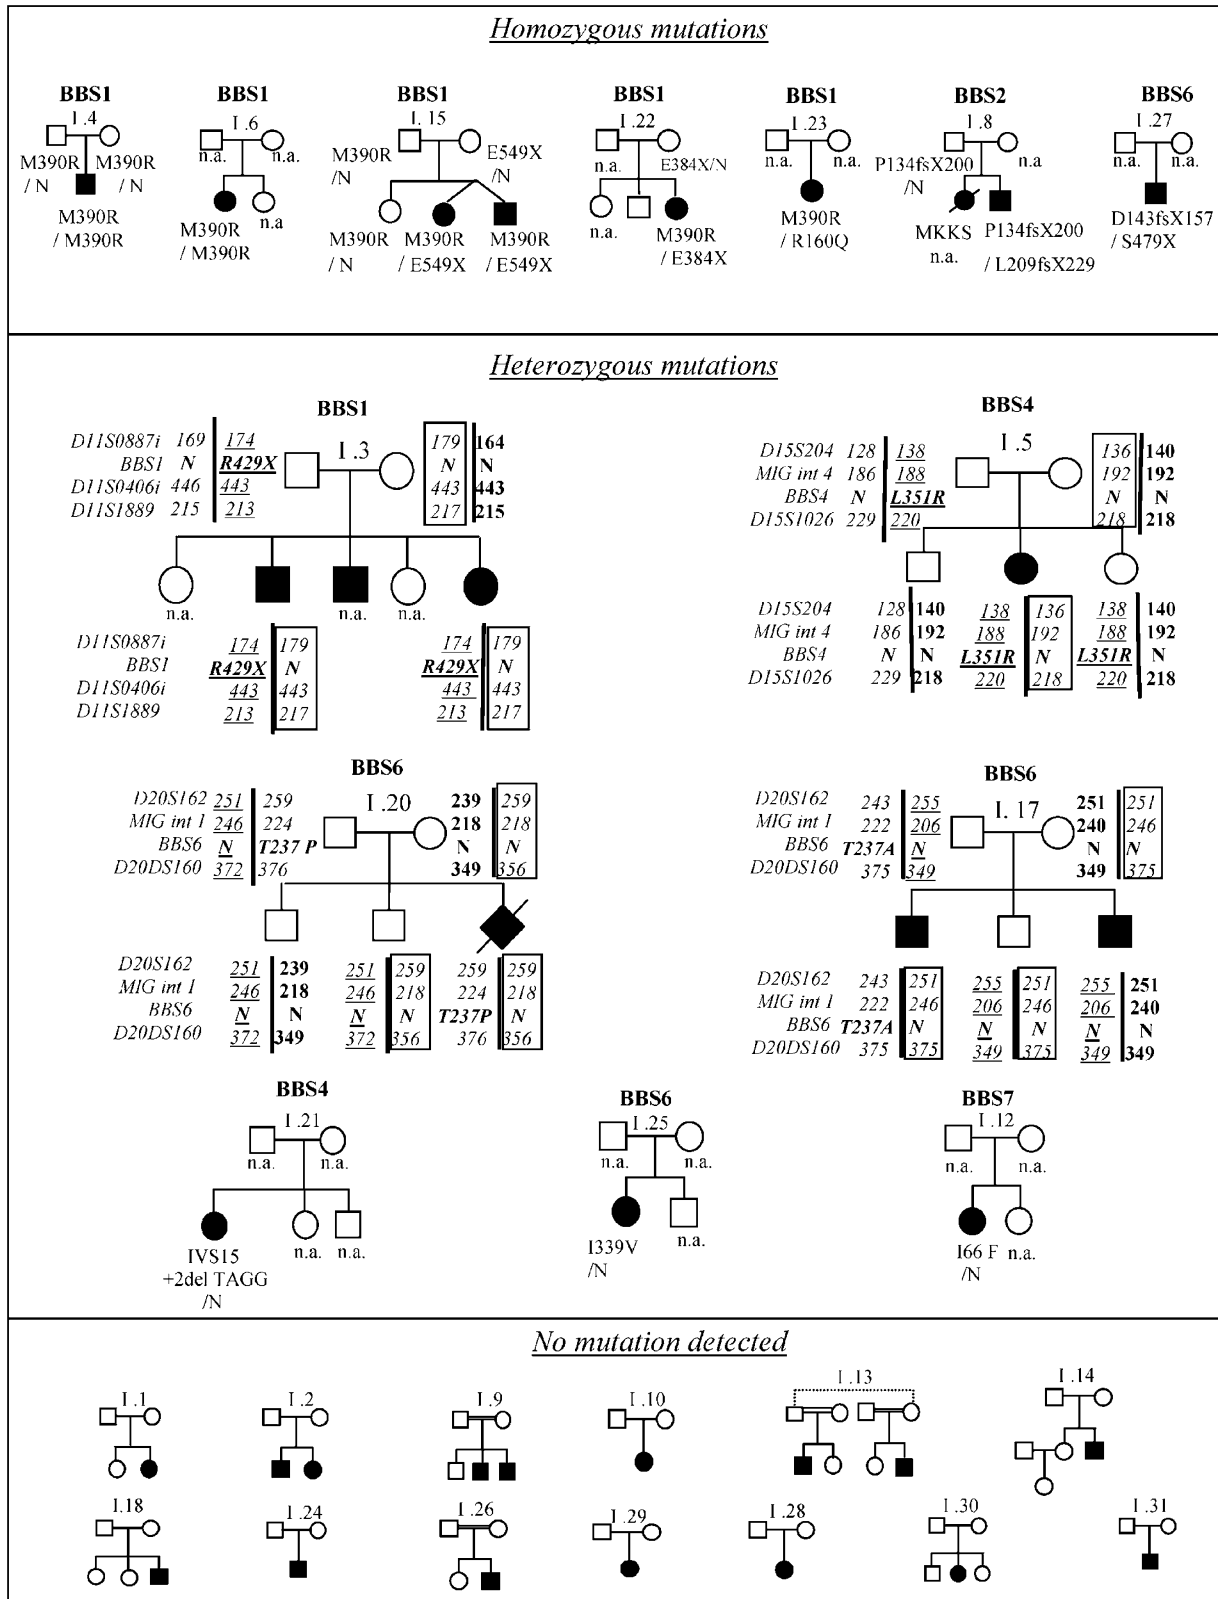 Homozygous mutations
BBS1 BBS1 BBS1 BBS1 BBS1 BBS2 BBS6
I .4 I .6 I .15 I .22 I .23 I.8 I.27
M390R / N M390R / N
M390R / M390R
n.a. n.a.
M390R / M390R
n.a
M390R /N
E549X /N
M390R / N
M390R / E549X
M390R / E549X
n.a.
E384X/N
n.a.
M390R / E384X
n.a. n.a.
M390R / R160Q
P134fsX200 /N
n.a
MKKS n.a.
P134fsX200 / L209fsX229
n.a. n.a.
D143fsX157 / S479X
Heterozygous mutations
BBS1
I .3
D11S0887i 169 174 179 164
BBS1 N R429X N N
D11S0406i 446 443 443 443
D11S1889 215 213 217 215
n.a. n.a. n.a.
D11S0887i 174 179 174 179
BBS1 R429X N R429X N
D11S0406i 443 443 443 443
D11S1889 213 217 213 217
BBS4
I .5
D15S204 128 138 136 140
MIG int 4 186 188 192 192
BBS4 N L351R N N
D15S1026 229 220 218 218
D15S204 128 140 138 136 138 140
MIG int 4 186 192 188 192 188 192
BBS4 N N L351R N L351R N
D15S1026 229 218 220 218 220 218
BBS6
I .20
D20S162 251 259 239 259
MIG int 1 246 224 218 218
BBS6 N T237 P N N
D20DS160 372 376 349 356
D20S162 251 239 251 259 259 259
MIG int 1 246 218 246 218 224 218
BBS6 N N N N T237P N
D20DS160 372 349 372 356 376 356
BBS6
I. 17
D20S162 243 255 251 251
MIG int 1 222 206 240 246
BBS6 T237A N N N
D20DS160 375 349 349 375
D20S162 243 251 255 251 255 251
MIG int 1 222 246 206 246 206 240
BBS6 T237A N N N N N
D20DS160 375 375 349 375 349 349
BBS4
I .21
n.a. n.a.
IVS15
+2del TAGG
/N
n.a. n.a.
BBS6
I .25
n.a. n.a.
I339V
/N
n.a.
BBS7
I .12
n.a. n.a.
I66 F n.a.
/N
No mutation detected
I .1 I .2 I .9 I .10 I .13 I .14
I.18 I .24 I .26 I .29 I .28 I .30 I .31